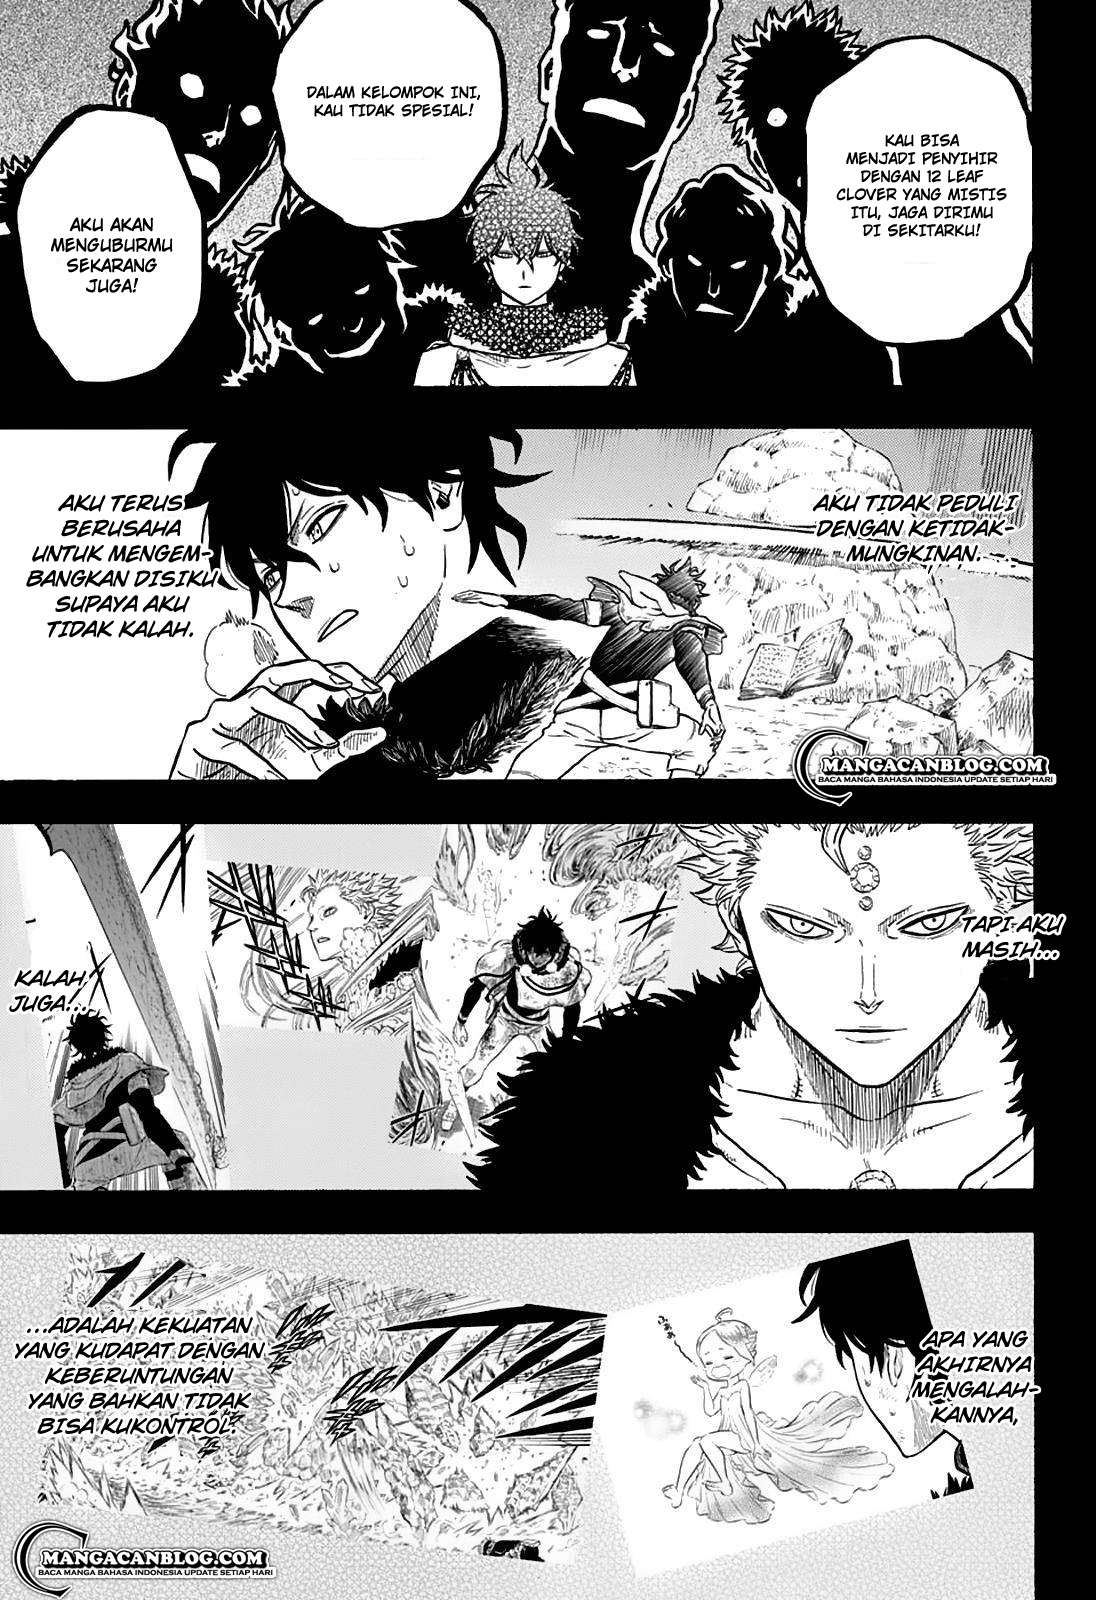 KAU BISA
MENJADI PENYIHIR
DENGAN 12 LEAF
CLOVER YANG MISTIS
ITU, JAGA DIRIMU
DI SEKITARKU!
DALAM KELOMPOK INI,
KAU TIDAK SPESIAL!
AKU AKAN
MENGUBURMU
SEKARANG
JUGA!
AKU TIDAK PEDULI
DENGAN KETIDAK-
MUNGKINAN.
AKU TERUS
BERUSAHA
UNTUK MENGEM-
BANGKAN DISIKU
SUPAYA AKU
TIDAK KALAH.
MANGACANBLOG.COM
BACA MANGA BAHASA INDONESIA UPDATE SETIAP HARI
TAPI AKU
MASIH...
KALAH
JUGA!...
APA YANG
AKHIRNYA
MENGALAH-
KANNYA,
...ADALAH KEKUATAN
YANG KUDAPAT DENGAN
KEBERUNTUNGAN
YANG BAHKAN TIDAK
BISA KUKONTROL.
MANGACANBLOG.COM
BACA MANGA BAHASA INDONESIA UPDATE SETIAP HARI